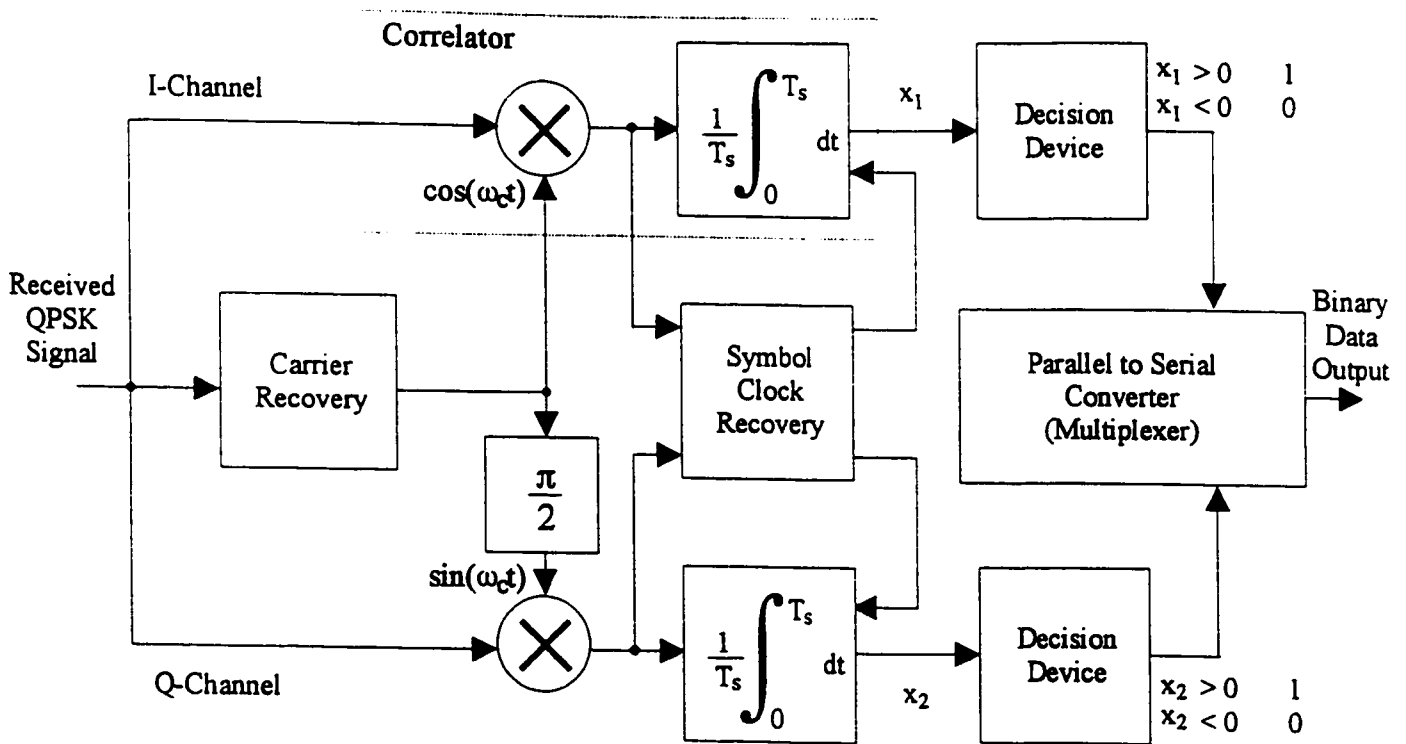 Correlator
I-Channel
cos(ω_c t)
1/T_s ∫_0^{T_s} dt
x_1
Decision
Device
x_1 > 0 1
x_1 < 0 0
Received
QPSK
Signal
Carrier
Recovery
π/2
Symbol
Clock
Recovery
Parallel to Serial
Converter
(Multiplexer)
Binary
Data
Output
sin(ω_c t)
Q-Channel
1/T_s ∫_0^{T_s} dt
x_2
Decision
Device
x_2 > 0 1
x_2 < 0 0